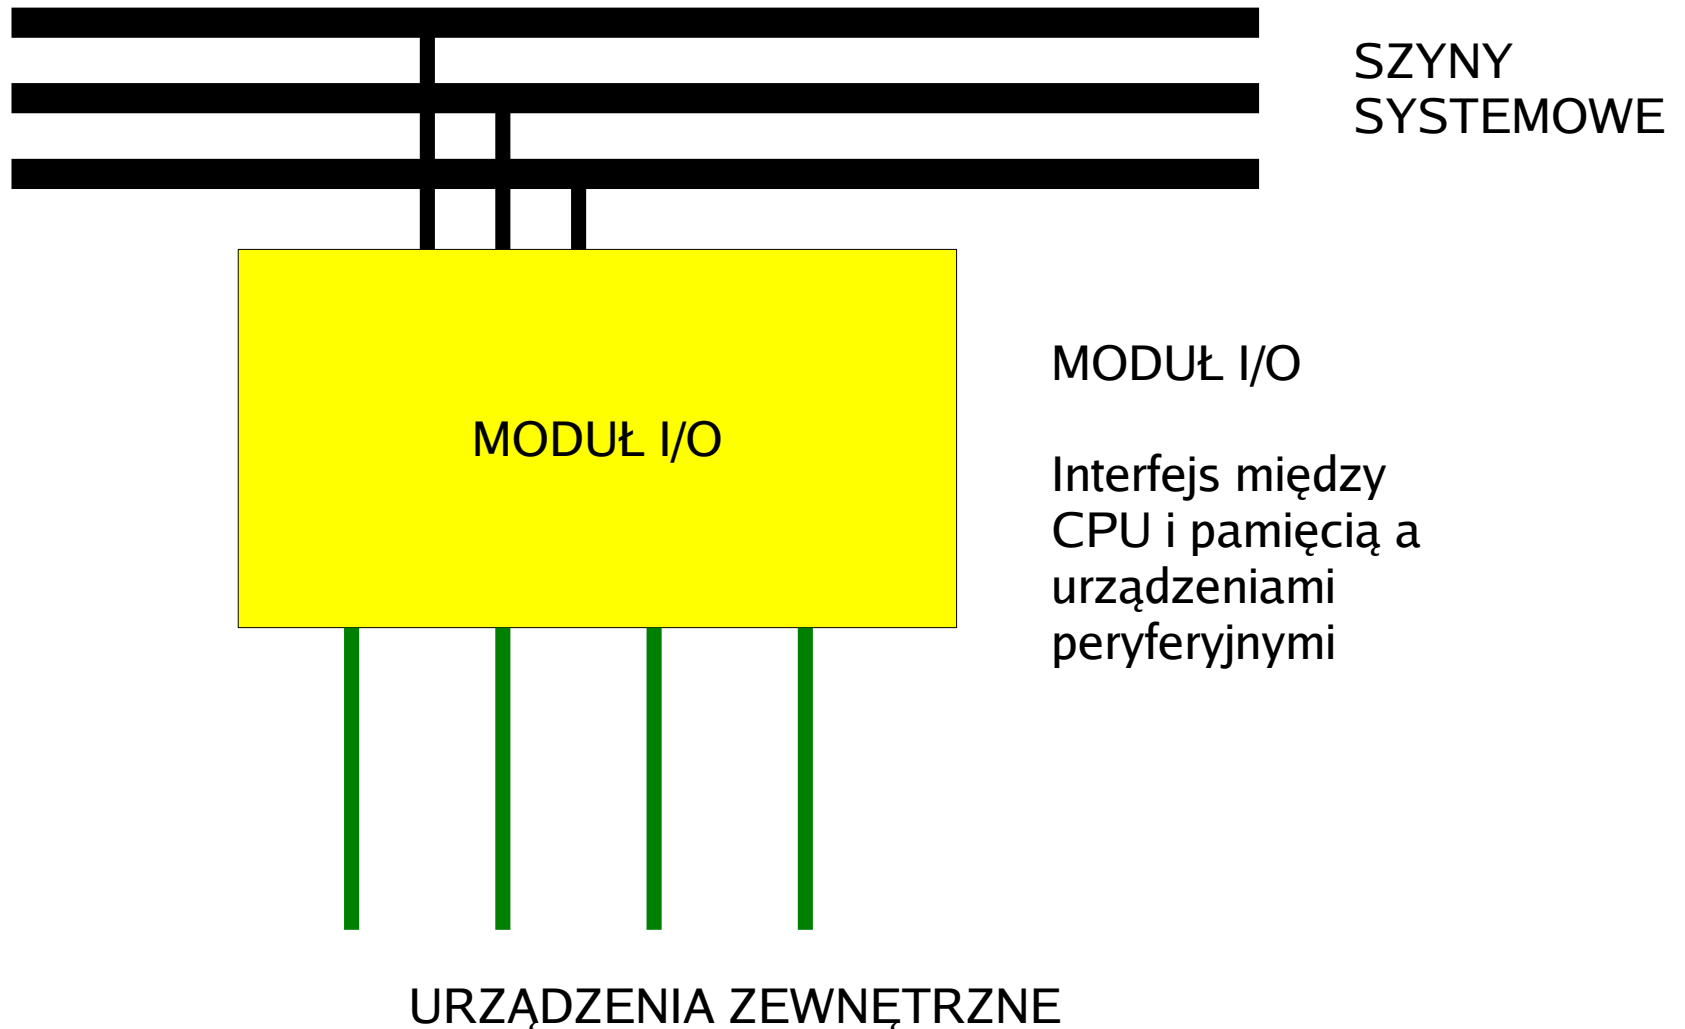 SZYNY
SYSTEMOWE
MODUŁ I/O
MODUŁ I/O
Interfejs między
CPU i pamięcią a
urządzeniami
peryferyjnymi
URZĄDZENIA ZEWNĘTRZNE